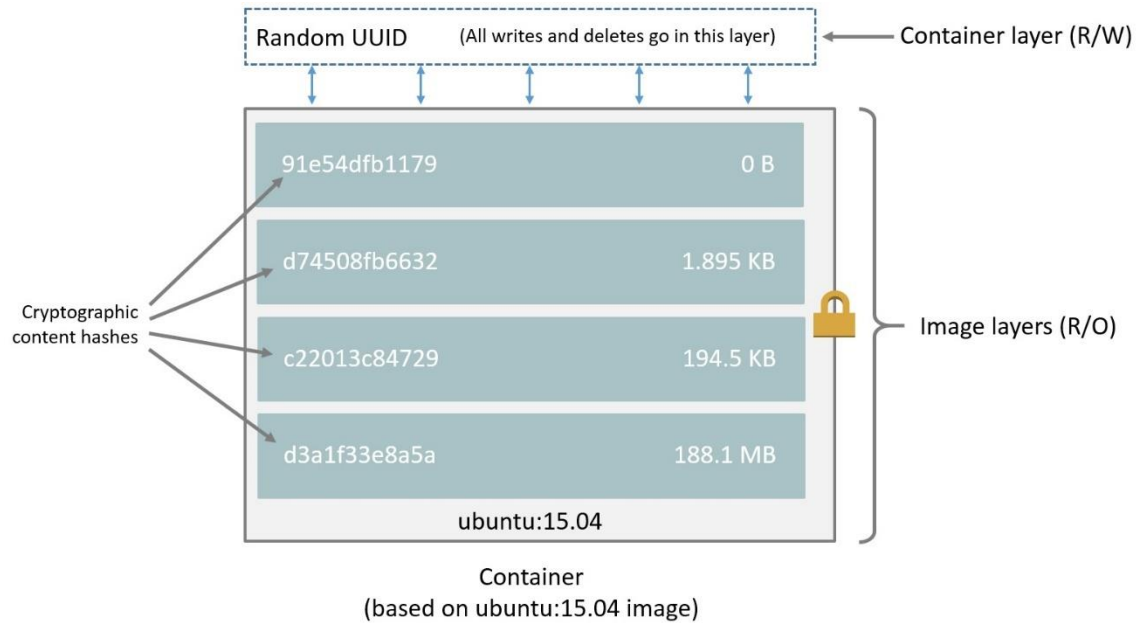 Random UUID (All writes and deletes go in this layer)
Container layer (R/W)
91e54dfb1179 0 B
d74508fb6632 1.895 KB
Cryptographic
content hashes
c22013c84729 194.5 KB
Image layers (R/O)
d3a1f33e8a5a 188.1 MB
ubuntu:15.04
Container
(based on ubuntu:15.04 image)